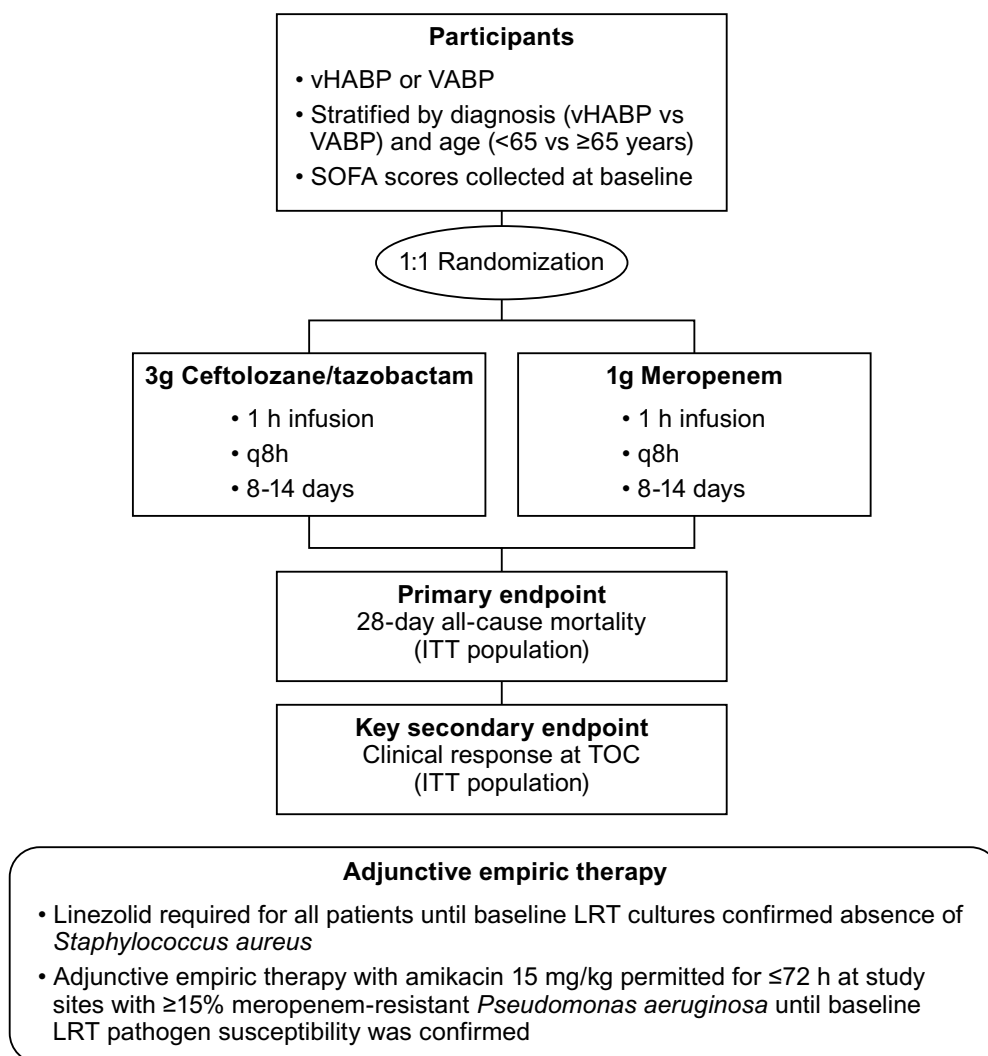 Participants
• vHABP or VABP
• Stratified by diagnosis (vHABP vs
VABP) and age (<65 vs ≥65 years)
• SOFA scores collected at baseline
1:1 Randomization
3g Ceftolozane/tazobactam
• 1 h infusion
• q8h
• 8-14 days
1g Meropenem
• 1 h infusion
• q8h
• 8-14 days
Primary endpoint
28-day all-cause mortality
(ITT population)
Key secondary endpoint
Clinical response at TOC
(ITT population)
Adjunctive empiric therapy
• Linezolid required for all patients until baseline LRT cultures confirmed absence of
Staphylococcus aureus
• Adjunctive empiric therapy with amikacin 15 mg/kg permitted for ≤72 h at study
sites with ≥15% meropenem-resistant Pseudomonas aeruginosa until baseline
LRT pathogen susceptibility was confirmed